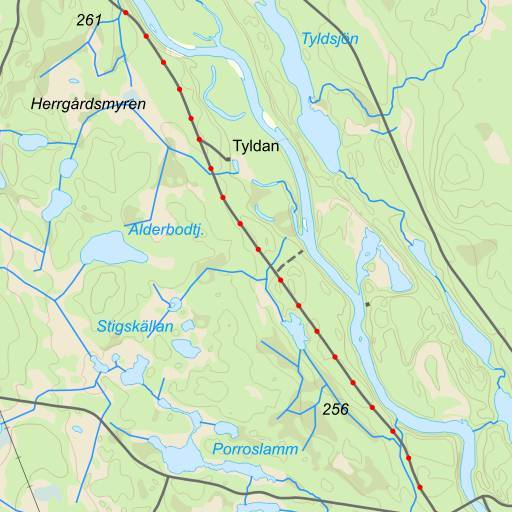 261
Tyldsjön
Herrgårdsmyren
Tyldan
Alderbodtj.
Stigskällan
256
Porroslamm